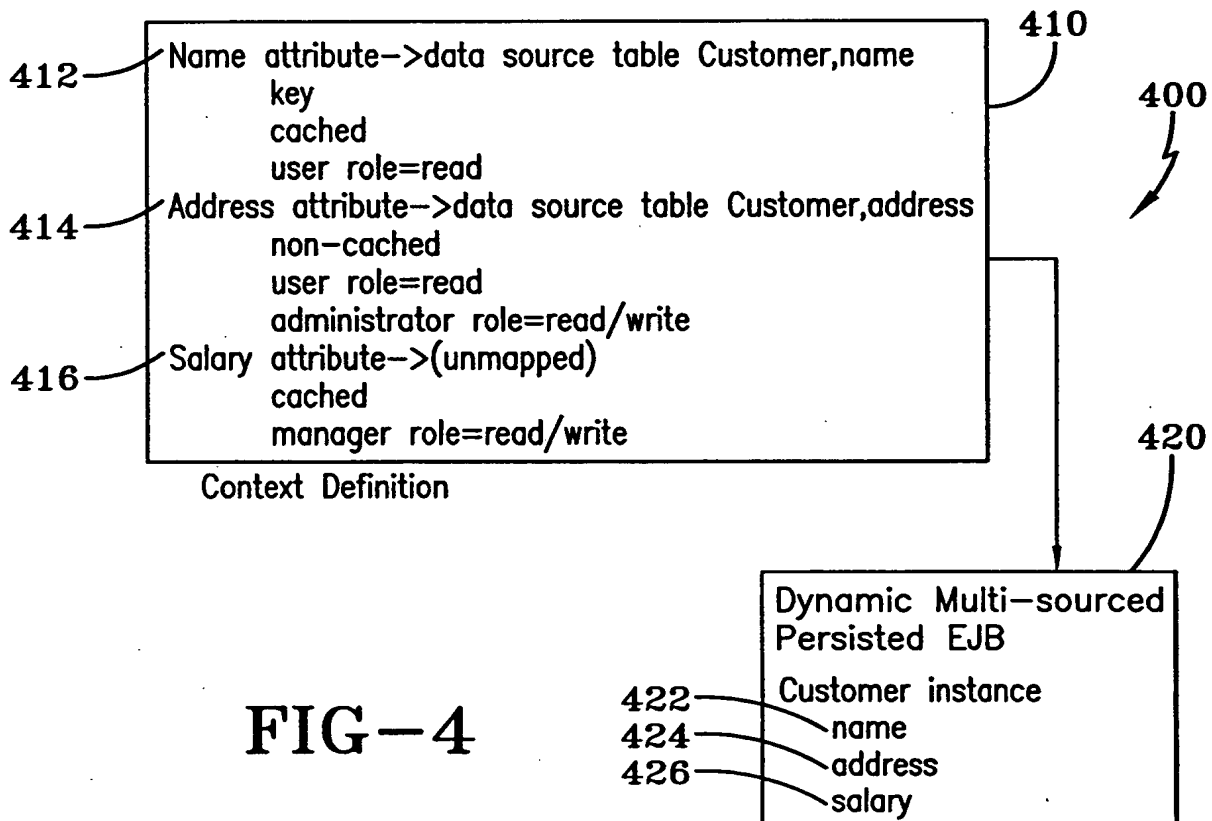 410
412
Name attribute->data source table Customer,name
key
cached
user role=read
400
414
Address attribute->data source table Customer,address
non-cached
user role=read
administrator role=read/write
416
Salary attribute->(unmapped)
cached
manager role=read/write
420
Context Definition
Dynamic Multi-sourced
Persisted EJB
Customer instance
422
name
424
address
426
salary
FIG-4